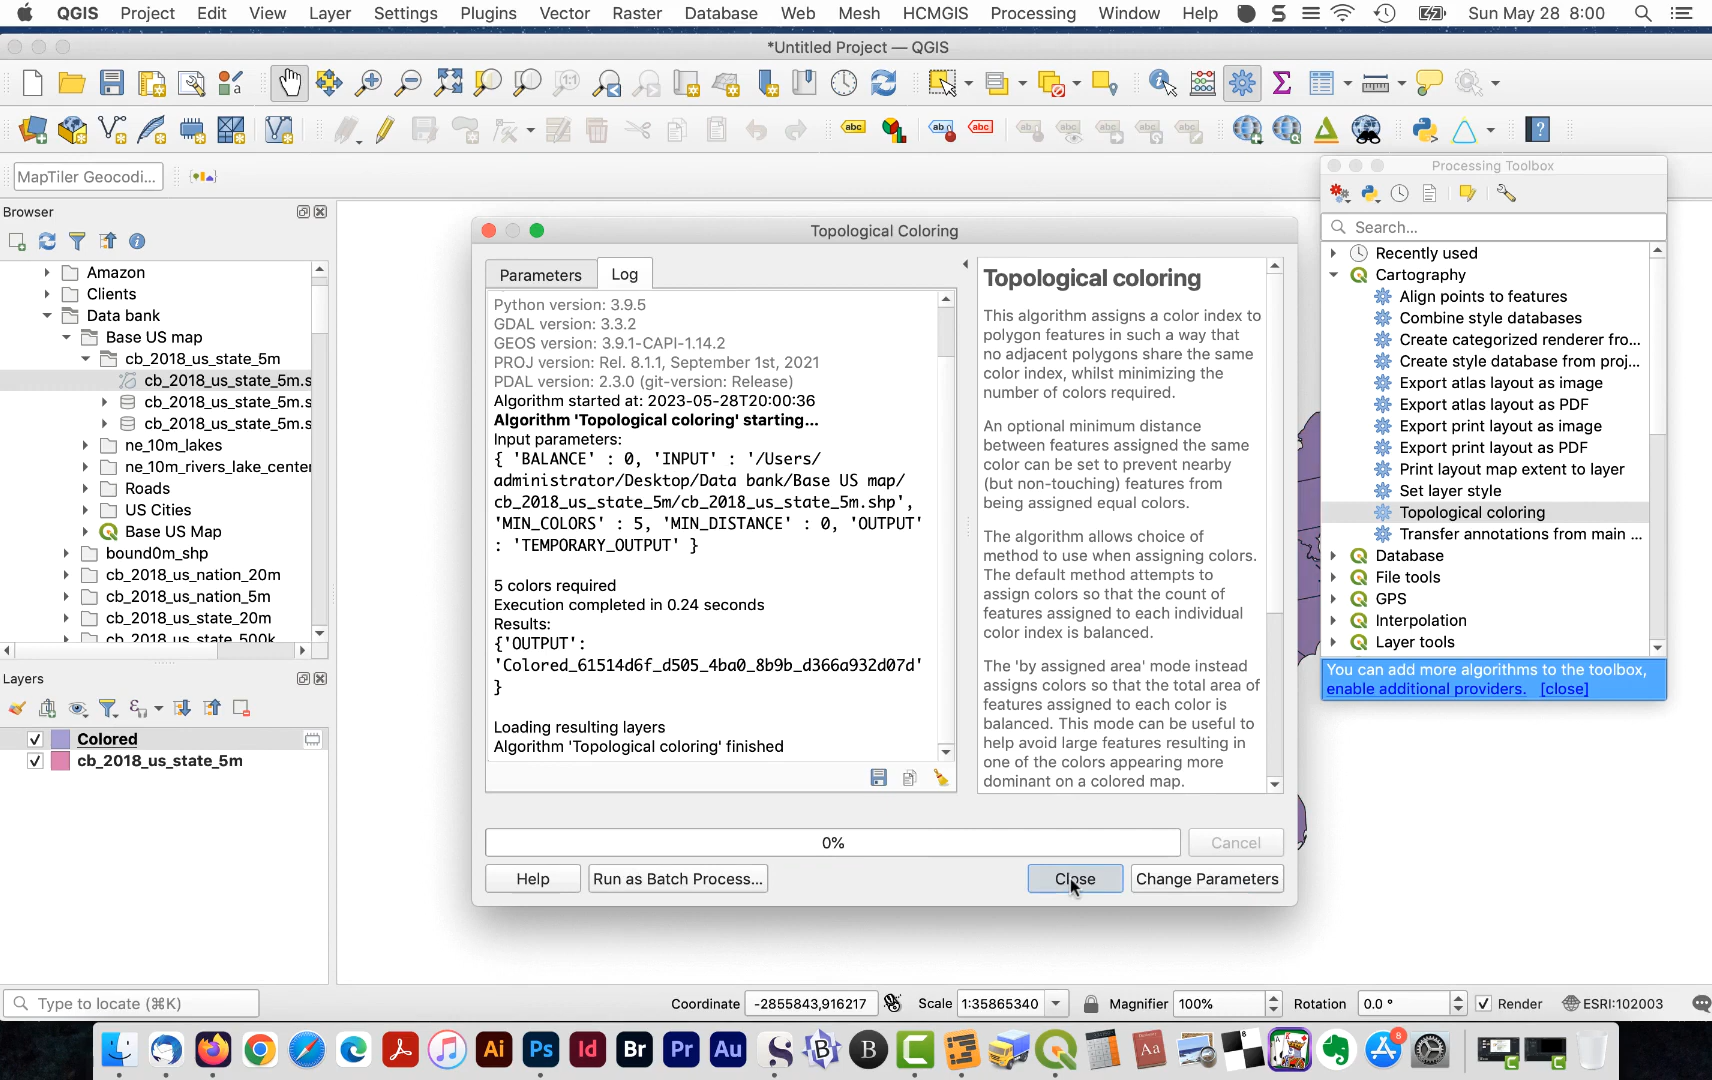 QGIS Project Edit View Layer Settings Plugins Vector Raster Database Web Mesh HCMGIS Processing Window Help Sun May 28 8:00
*Untitled Project — QGIS
abc abc abc
MapTiler Geocodi...
Processing Toolbox
Search...
Browser
Amazon
Clients
Data bank
Base US map
cb_2018_us_state_5m
cb_2018_us_state_5m.s
cb_2018_us_state_5m.s
cb_2018_us_state_5m.s
ne_10m_lakes
ne_10m_rivers_lake_center
Roads
US Cities
Base US Map
bound0m_shp
cb_2018_us_nation_20m
cb_2018_us_nation_5m
cb_2018_us_state_20m
cb_2018_us_state_500k
Layers
Colored
cb_2018_us_state_5m
Topological Coloring
Parameters Log
Python version: 3.9.5
GDAL version: 3.3.2
GEOS version: 3.9.1-CAPI-1.14.2
PROJ version: Rel. 8.1.1, September 1st, 2021
PDAL version: 2.3.0 (git-version: Release)
Algorithm started at: 2023-05-28T20:00:36
Algorithm 'Topological coloring' starting...
Input parameters:
{ 'BALANCE' : 0, 'INPUT' : '/Users/
administrator/Desktop/Data bank/Base US map/
cb_2018_us_state_5m/cb_2018_us_state_5m.shp',
'MIN_COLORS' : 5, 'MIN_DISTANCE' : 0, 'OUTPUT'
: 'TEMPORARY_OUTPUT' }
5 colors required
Execution completed in 0.24 seconds
Results:
{'OUTPUT':
'Colored_61514d6f_d505_4ba0_8b9b_d366a932d07d'
}
Loading resulting layers
Algorithm 'Topological coloring' finished
Topological coloring
This algorithm assigns a color index to
polygon features in such a way that
no adjacent polygons share the same
color index, whilst minimizing the
number of colors required.
An optional minimum distance
between features assigned the same
color can be set to prevent nearby
(but non-touching) features from
being assigned equal colors.
The algorithm allows choice of
method to use when assigning colors.
The default method attempts to
assign colors so that the count of
features assigned to each individual
color index is balanced.
The 'by assigned area' mode instead
assigns colors so that the total area of
features assigned to each color is
balanced. This mode can be useful to
help avoid large features resulting in
one of the colors appearing more
dominant on a colored map.
0%
Cancel
Help Run as Batch Process... Close Change Parameters
Recently used
Cartography
Align points to features
Combine style databases
Create categorized renderer fro...
Create style database from proj...
Export atlas layout as image
Export atlas layout as PDF
Export print layout as image
Export print layout as PDF
Print layout map extent to layer
Set layer style
Topological coloring
Transfer annotations from main ...
Database
File tools
GPS
Interpolation
Layer tools
You can add more algorithms to the toolbox,
enable additional providers. [close]
Type to locate (⌘K) Coordinate -2855843,916217 Scale 1:35865340 Magnifier 100% Rotation 0.0 ° Render ESRI:102003
Ai Ps Id Br Pr Au S B B C Aa 8